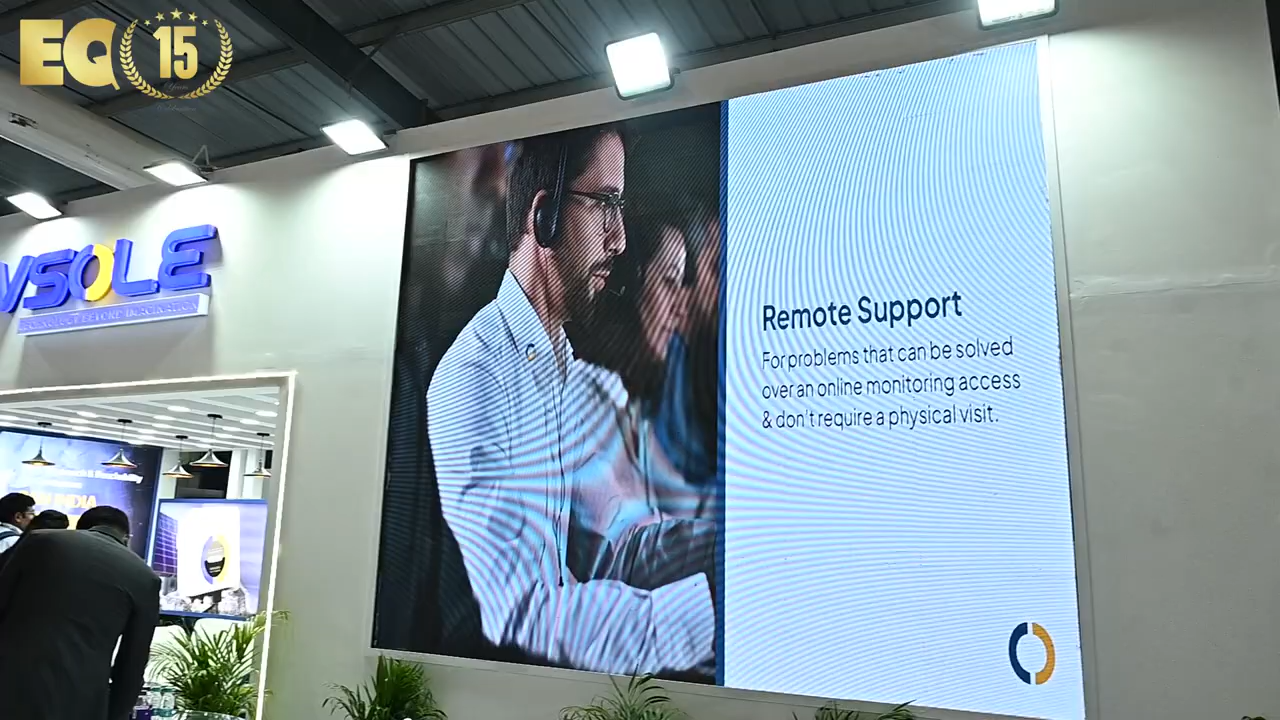 EQ
15
VSOLE
Remote Support
For problems that can be solved
over an online monitoring access
& don't require a physical visit.